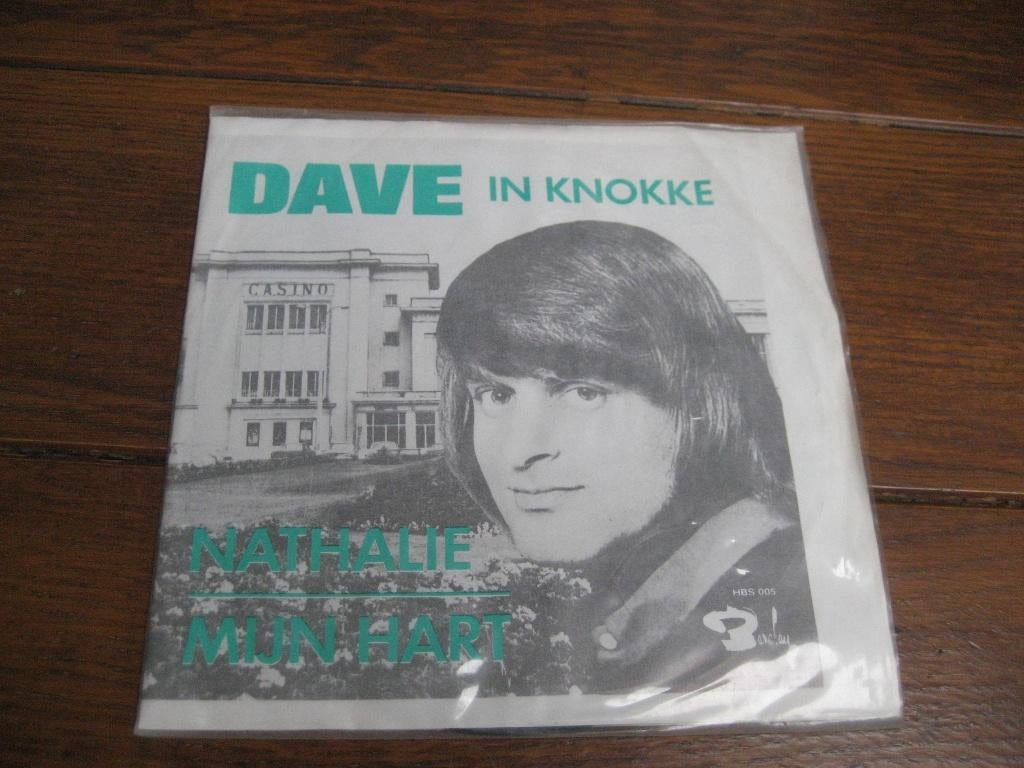 DAVE IN KNOKKE
CASINO
NATHALIE
MIJN HART
HBS 005
Barclay